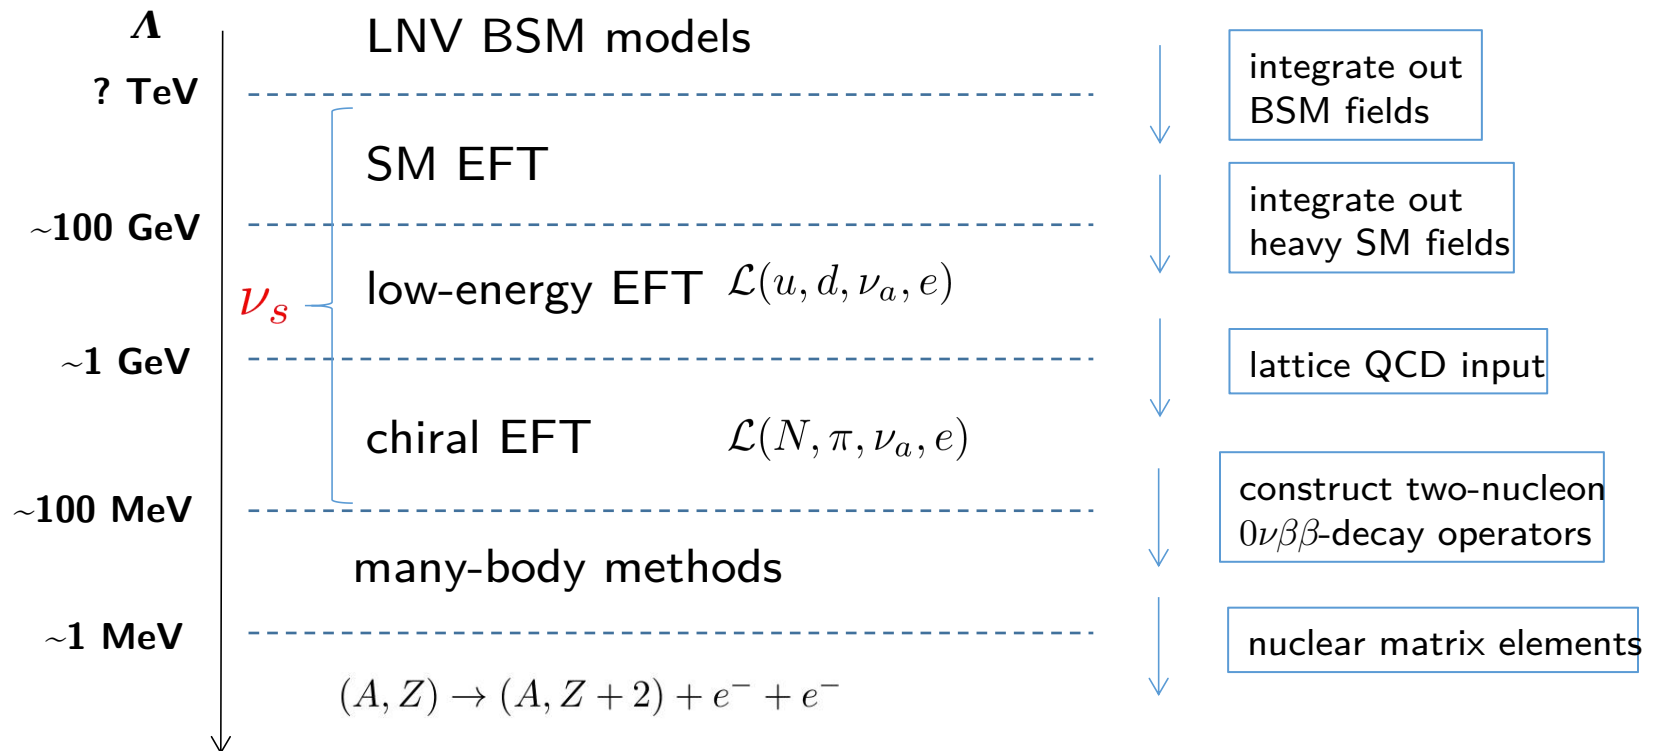 Λ
LNV BSM models
integrate out
BSM fields
? TeV
SM EFT
integrate out
heavy SM fields
~100 GeV
ν_s
low-energy EFT ℒ(u, d, ν_a, e)
~1 GeV
lattice QCD input
chiral EFT ℒ(N, π, ν_a, e)
~100 MeV
construct two-nucleon
0νββ-decay operators
many-body methods
~1 MeV
nuclear matrix elements
(A, Z) → (A, Z + 2) + e⁻ + e⁻